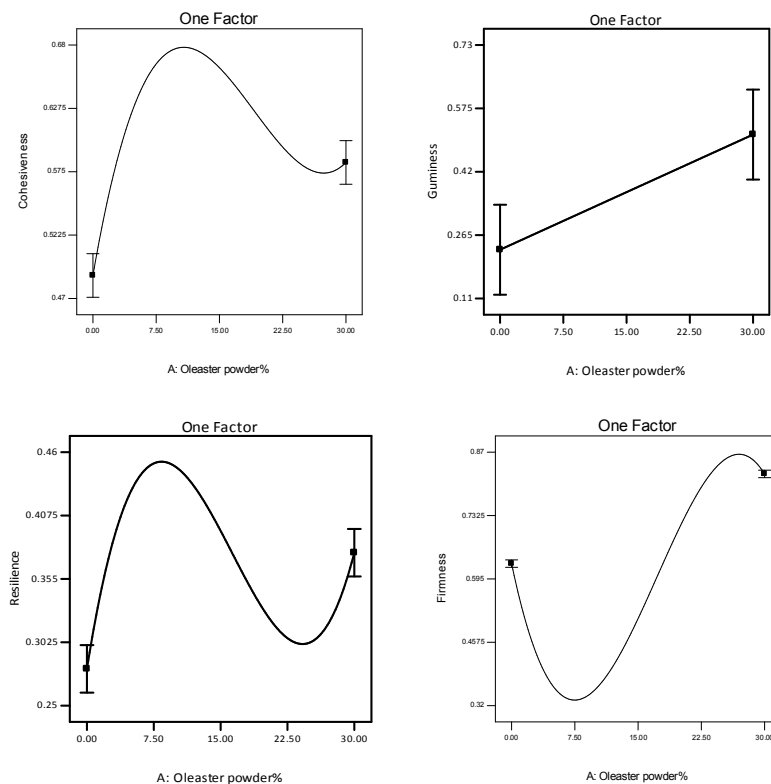 One Factor
0.68
0.6275
0.575
0.5225
0.47
Cohesiveness
0.00 7.50 15.00 22.50 30.00
A: Oleaster powder%
One Factor
0.73
0.575
0.42
0.265
0.11
Guminess
0.00 7.50 15.00 22.50 30.00
A: Oleaster powder%
One Factor
0.46
0.4075
0.355
0.3025
0.25
Resilience
0.00 7.50 15.00 22.50 30.00
A: Oleaster powder%
One Factor
0.87
0.7325
0.595
0.4575
0.32
Firmness
0.00 7.50 15.00 22.50 30.00
A: Oleaster powder%